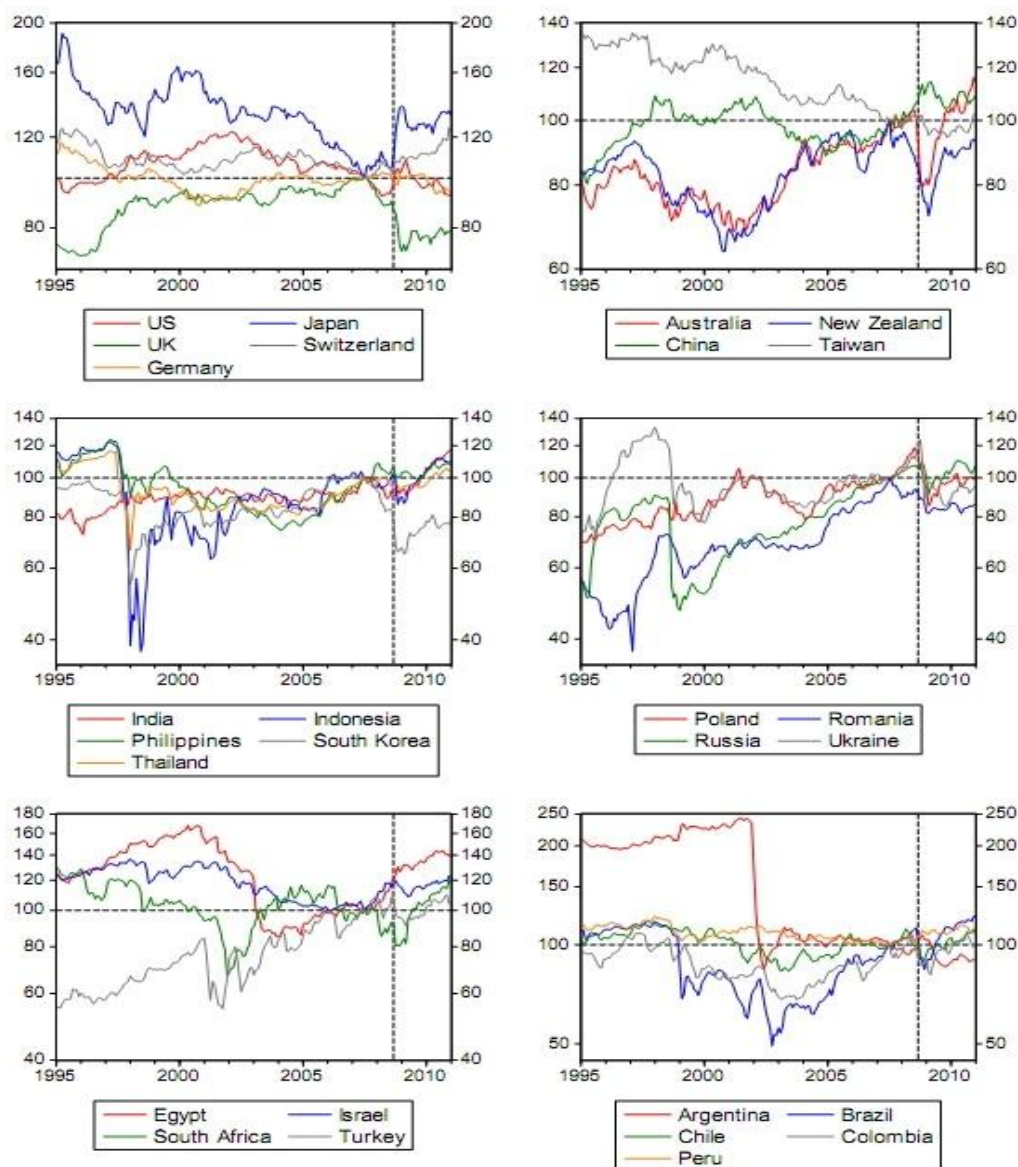 200 200
160 160
120 120
80 80
1995 2000 2005 2010
US Japan
UK Switzerland
Germany
140 140
120 120
100 100
80 80
60 60
1995 2000 2005 2010
Australia New Zealand
China Taiwan
140 140
120 120
100 100
80 80
60 60
40 40
1995 2000 2005 2010
India Indonesia
Philippines South Korea
Thailand
140 140
120 120
100 100
80 80
60 60
40 40
1995 2000 2005 2010
Poland Romania
Russia Ukraine
180 180
160 160
140 140
120 120
100 100
80 80
60 60
40 40
1995 2000 2005 2010
Egypt Israel
South Africa Turkey
250 250
200 200
150 150
100 100
50 50
1995 2000 2005 2010
Argentina Brazil
Chile Colombia
Peru